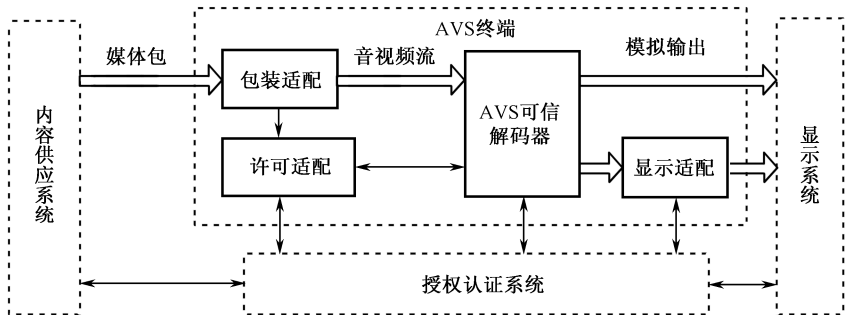 AVS终端
媒体包
包装适配
音视频流
模拟输出
AVS可信
解码器
许可适配
显示适配
内容供应系统
显示系统
授权认证系统